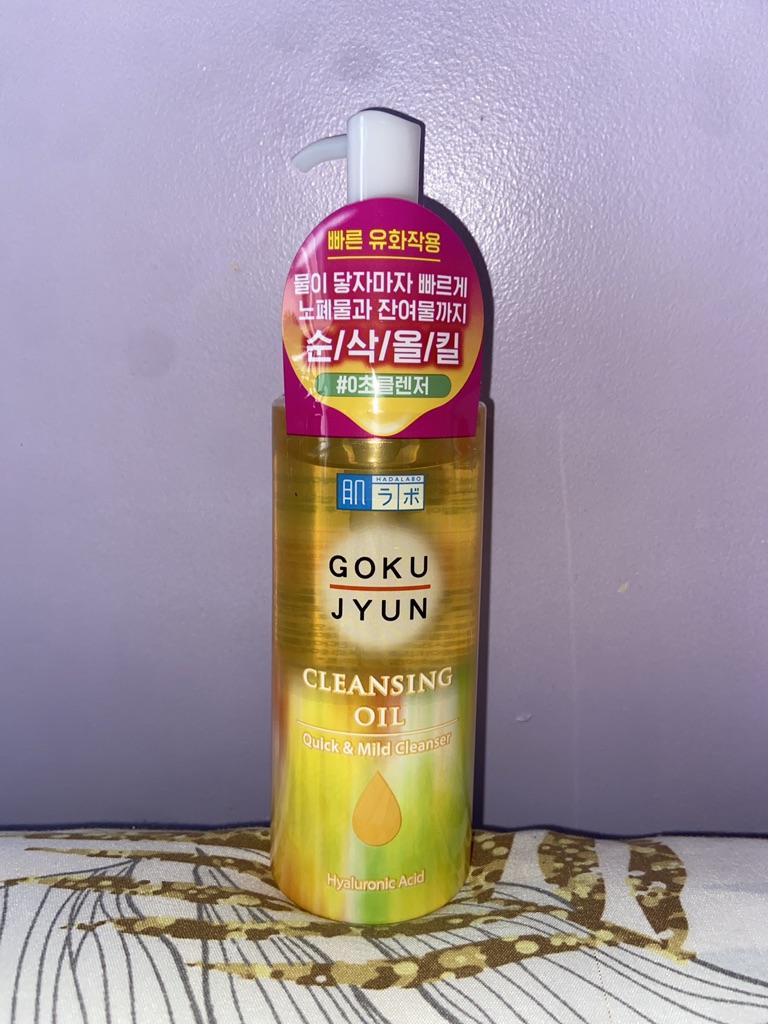 빠른 유화작용
물이 닿자마자 빠르게
노폐물과 잔여물까지
순/삭/올/킬
#0초클렌저
HADALABO
肌ラボ
GOKU
JYUN
CLEANSING
OIL
Quick & Mild Cleanser
Hyaluronic Acid